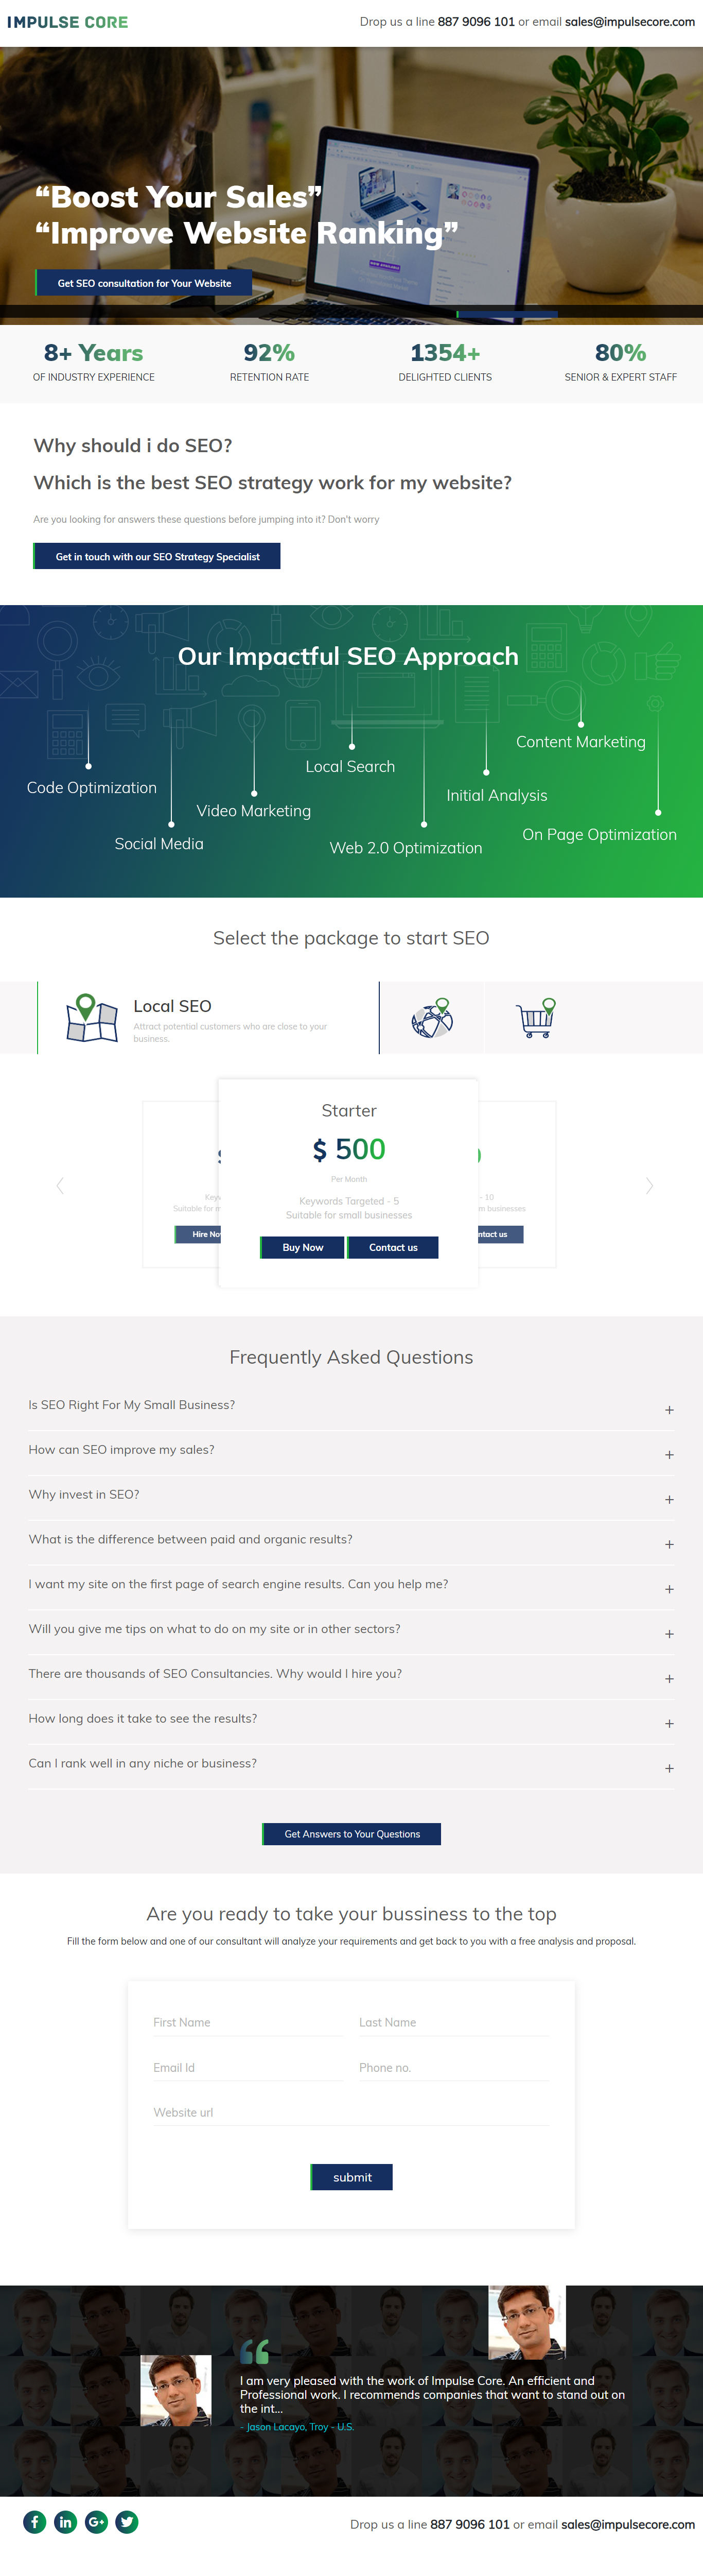 IMPULSE CORE
Drop us a line 887 9096 101 or email sales@impulsecore.com
“Boost Your Sales”
“Improve Website Ranking”
Get SEO consultation for Your Website
8+ Years
OF INDUSTRY EXPERIENCE
92%
RETENTION RATE
1354+
DELIGHTED CLIENTS
80%
SENIOR & EXPERT STAFF
Why should i do SEO?
Which is the best SEO strategy work for my website?
Are you looking for answers these questions before jumping into it? Don't worry
Get in touch with our SEO Strategy Specialist
Our Impactful SEO Approach
Content Marketing
Local Search
Code Optimization
Initial Analysis
Video Marketing
On Page Optimization
Social Media
Web 2.0 Optimization
Select the package to start SEO
Local SEO
Attract potential customers who are close to your
business.
Starter
$ 500
Per Month
Keywords Targeted - 5
- 10
Suitable for
Suitable for small businesses
businesses
Hire
Buy Now
Contact us
us
Frequently Asked Questions
Is SEO Right For My Small Business?
+
How can SEO improve my sales?
+
Why invest in SEO?
+
What is the difference between paid and organic results?
+
I want my site on the first page of search engine results. Can you help me?
+
Will you give me tips on what to do on my site or in other sectors?
+
There are thousands of SEO Consultancies. Why would I hire you?
+
How long does it take to see the results?
+
Can I rank well in any niche or business?
+
Get Answers to Your Questions
Are you ready to take your bussiness to the top
Fill the form below and one of our consultant will analyze your requirements and get back to you with a free analysis and proposal.
First Name
Last Name
Email Id
Phone no.
Website url
submit
I am very pleased with the work of Impulse Core. An efficient and
Professional work. I recommends companies that want to stand out on
the int...
- Jason Lacayo, Troy - U.S.
Drop us a line 887 9096 101 or email sales@impulsecore.com